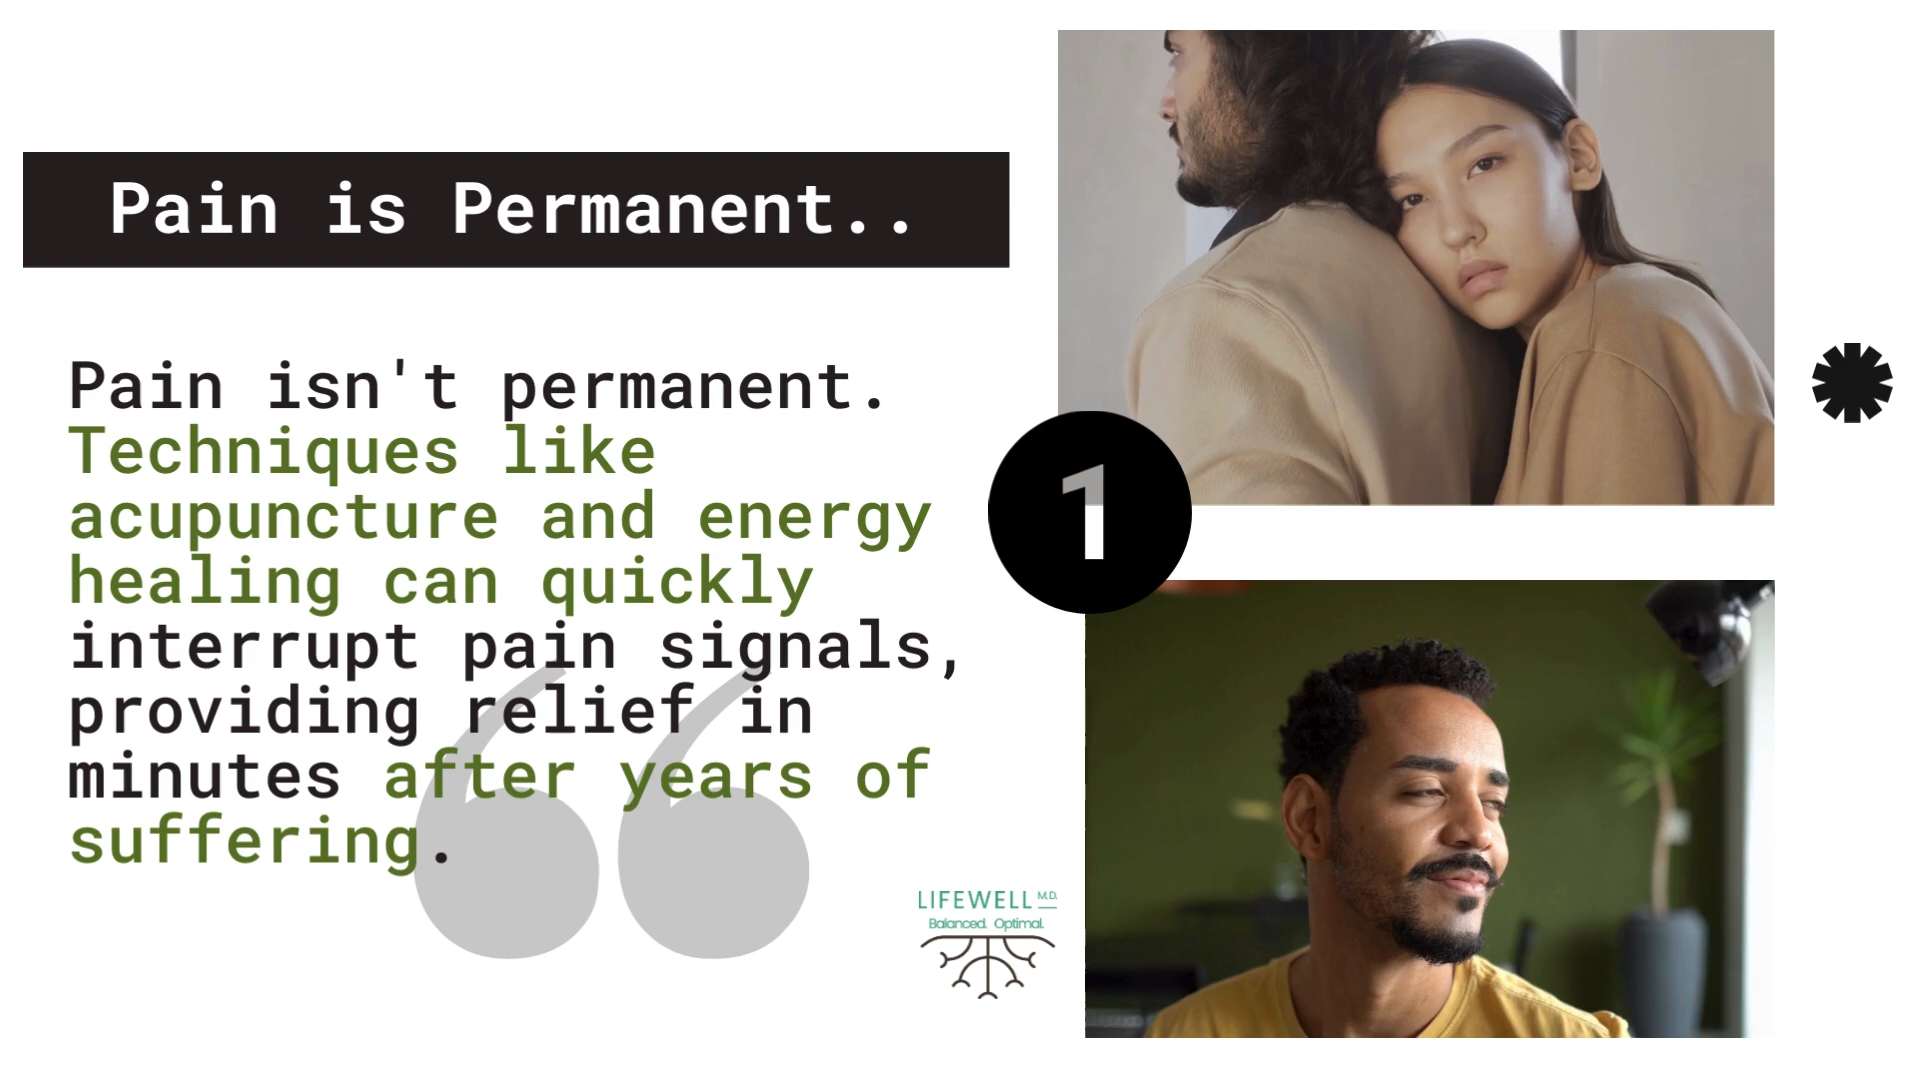 Pain is Permanent..
Pain isn't permanent.
Techniques like
acupuncture and energy
healing can quickly
interrupt pain signals,
providing relief in
minutes after years of
suffering.
1
LIFEWELL M.D.
Balanced. Optimal.